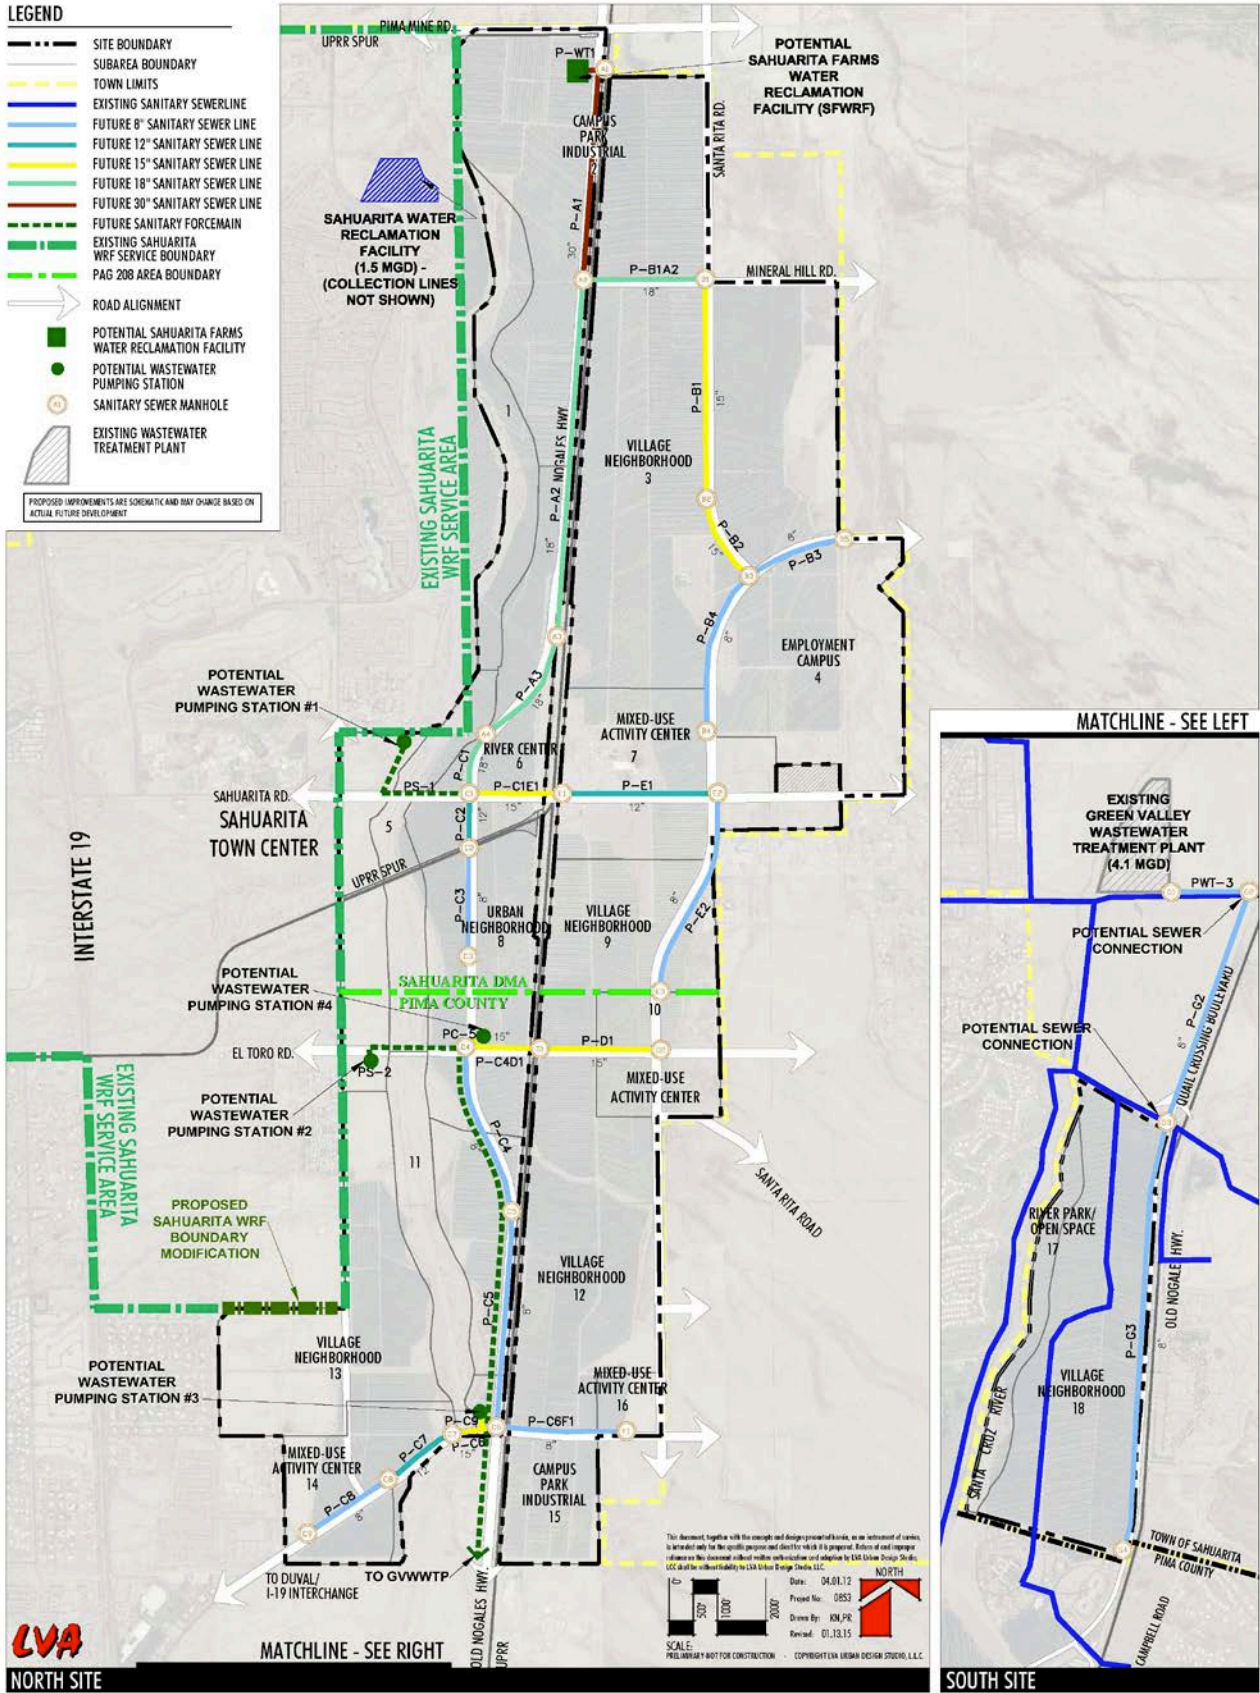 LEGEND
SITE BOUNDARY
SUBAREA BOUNDARY
TOWN LIMITS
EXISTING SANITARY SEWERLINE
FUTURE 8" SANITARY SEWER LINE
FUTURE 12" SANITARY SEWER LINE
FUTURE 15" SANITARY SEWER LINE
FUTURE 18" SANITARY SEWER LINE
FUTURE 30" SANITARY SEWER LINE
FUTURE SANITARY FORCEMAIN
EXISTING SAHUARITA
WRF SERVICE BOUNDARY
PAG 208 AREA BOUNDARY
ROAD ALIGNMENT
POTENTIAL SAHUARITA FARMS
WATER RECLAMATION FACILITY
POTENTIAL WASTEWATER
PUMPING STATION
SANITARY SEWER MANHOLE
EXISTING WASTEWATER
TREATMENT PLANT
PROPOSED IMPROVEMENTS ARE SCHEMATIC AND MAY CHANGE BASED ON
ACTUAL FUTURE DEVELOPMENT
PIMA MINE RD.
UPRR SPUR
P-WT1
POTENTIAL
SAHUARITA FARMS
WATER
RECLAMATION
FACILITY (SFWRF)
CAMPUS
PARK
INDUSTRIAL
2
SANTA RITA RD.
SAHUARITA WATER
RECLAMATION
FACILITY
(1.5 MGD) -
(COLLECTION LINES
NOT SHOWN)
P-A1
30"
P-B1A2
18"
MINERAL HILL RD.
P-B1
15"
1
EXISTING SAHUARITA
WRF SERVICE AREA
P-A2
NOGALES HWY
18"
VILLAGE
NEIGHBORHOOD
3
P-B2
15"
P-B3
8"
P-B4
8"
EMPLOYMENT
CAMPUS
4
POTENTIAL
WASTEWATER
PUMPING STATION #1
P-A3
18"
RIVER CENTER
6
MIXED-USE
ACTIVITY CENTER
7
P-C1
18"
PS-1
P-C1E1
15"
P-E1
12"
SAHUARITA RD.
SAHUARITA
TOWN CENTER
5
P-C2
12"
INTERSTATE 19
UPRR SPUR
P-C3
8"
URBAN
NEIGHBORHOOD
8
VILLAGE
NEIGHBORHOOD
9
8"
P-E2
POTENTIAL
WASTEWATER
PUMPING STATION #4
SAHUARITA DMA
PIMA COUNTY
10
EL TORO RD.
PC-5
15"
P-C4D1
P-D1
15"
PS-2
MIXED-USE
ACTIVITY CENTER
POTENTIAL
WASTEWATER
PUMPING STATION #2
EXISTING SAHUARITA
WRF SERVICE AREA
P-C4
8"
11
SANTA RITA ROAD
PROPOSED
SAHUARITA WRF
BOUNDARY
MODIFICATION
VILLAGE
NEIGHBORHOOD
12
P-C5
8"
VILLAGE
NEIGHBORHOOD
13
POTENTIAL
WASTEWATER
PUMPING STATION #3
MIXED-USE
ACTIVITY CENTER
16
P-C9
P-C6
15"
P-C6F1
8"
P-C7
12"
MIXED-USE
ACTIVITY CENTER
14
P-C8
8"
CAMPUS
PARK
INDUSTRIAL
15
TO DUVAL/
I-19 INTERCHANGE
TO GVWWTP
OLD NOGALES HWY.
UPRR
MATCHLINE - SEE RIGHT
LVA
NORTH SITE
0'
500'
1000'
2000'
SCALE:
Date: 04.01.12
Project No: 0853
Drawn By: KN,PR
Revised: 01.13.15
NORTH
PRELIMINARY-NOT FOR CONSTRUCTION - COPYRIGHT LVA URBAN DESIGN STUDIO, L.L.C.
MATCHLINE - SEE LEFT
EXISTING
GREEN VALLEY
WASTEWATER
TREATMENT PLANT
(4.1 MGD)
PWT-3
POTENTIAL SEWER
CONNECTION
P-G2
8"
QUAIL CROSSING BOULEVARD
POTENTIAL SEWER
CONNECTION
RIVER PARK/
OPEN SPACE
17
OLD NOGALES HWY.
P-G3
8"
VILLAGE
NEIGHBORHOOD
18
SANTA CRUZ RIVER
TOWN OF SAHUARITA
PIMA COUNTY
CAMPBELL ROAD
SOUTH SITE